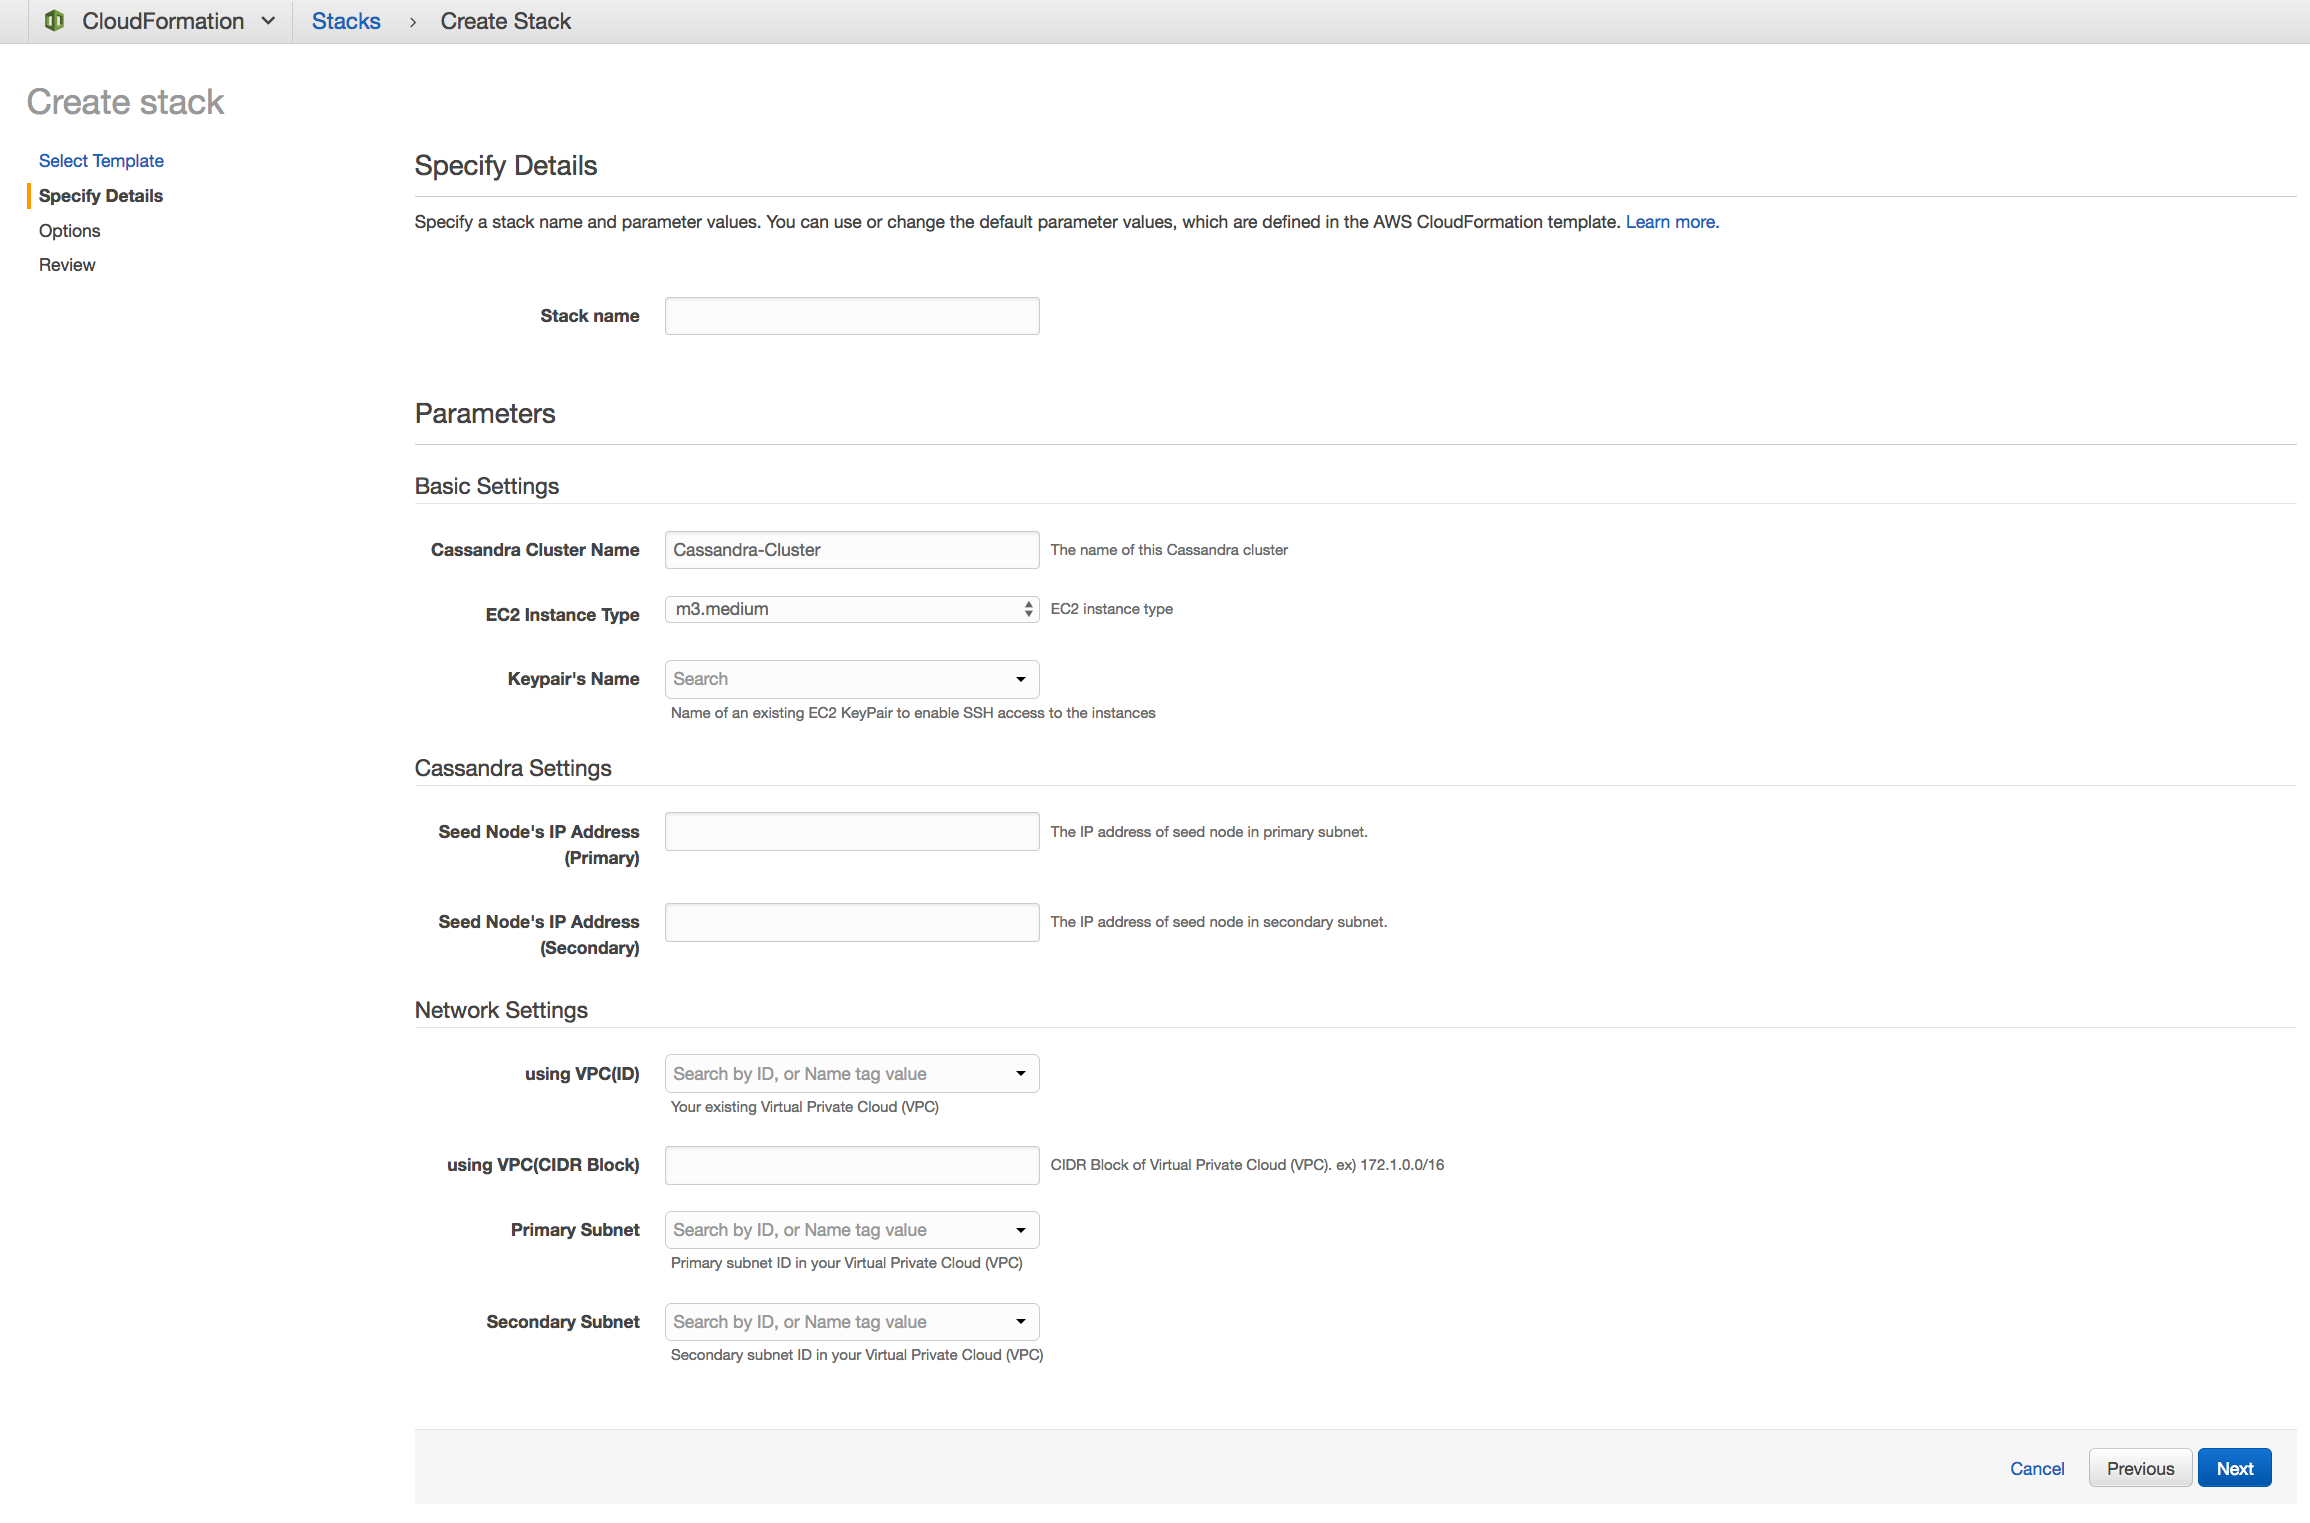 CloudFormation Stacks › Create Stack
Create stack
Select Template
Specify Details
Options
Review
Specify Details
Specify a stack name and parameter values. You can use or change the default parameter values, which are defined in the AWS CloudFormation template. Learn more.
Stack name
Parameters
Basic Settings
Cassandra Cluster Name Cassandra-Cluster The name of this Cassandra cluster
EC2 Instance Type m3.medium EC2 instance type
Keypair's Name Search
Name of an existing EC2 KeyPair to enable SSH access to the instances
Cassandra Settings
Seed Node's IP Address The IP address of seed node in primary subnet.
(Primary)
Seed Node's IP Address The IP address of seed node in secondary subnet.
(Secondary)
Network Settings
using VPC(ID) Search by ID, or Name tag value
Your existing Virtual Private Cloud (VPC)
using VPC(CIDR Block) CIDR Block of Virtual Private Cloud (VPC). ex) 172.1.0.0/16
Primary Subnet Search by ID, or Name tag value
Primary subnet ID in your Virtual Private Cloud (VPC)
Secondary Subnet Search by ID, or Name tag value
Secondary subnet ID in your Virtual Private Cloud (VPC)
Cancel Previous Next